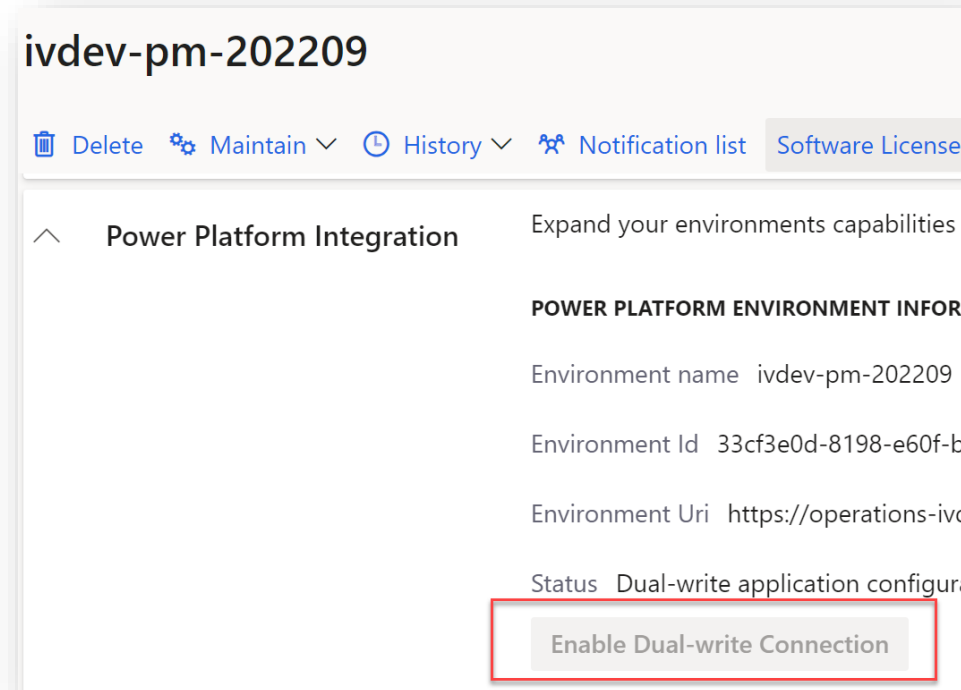 ivdev-pm-202209
Delete Maintain History Notification list Software License
Power Platform Integration
Expand your environments capabilities
POWER PLATFORM ENVIRONMENT INFOR
Environment name ivdev-pm-202209
Environment Id 33cf3e0d-8198-e60f-b
Environment Uri https://operations-ivd
Status Dual-write application configura
Enable Dual-write Connection